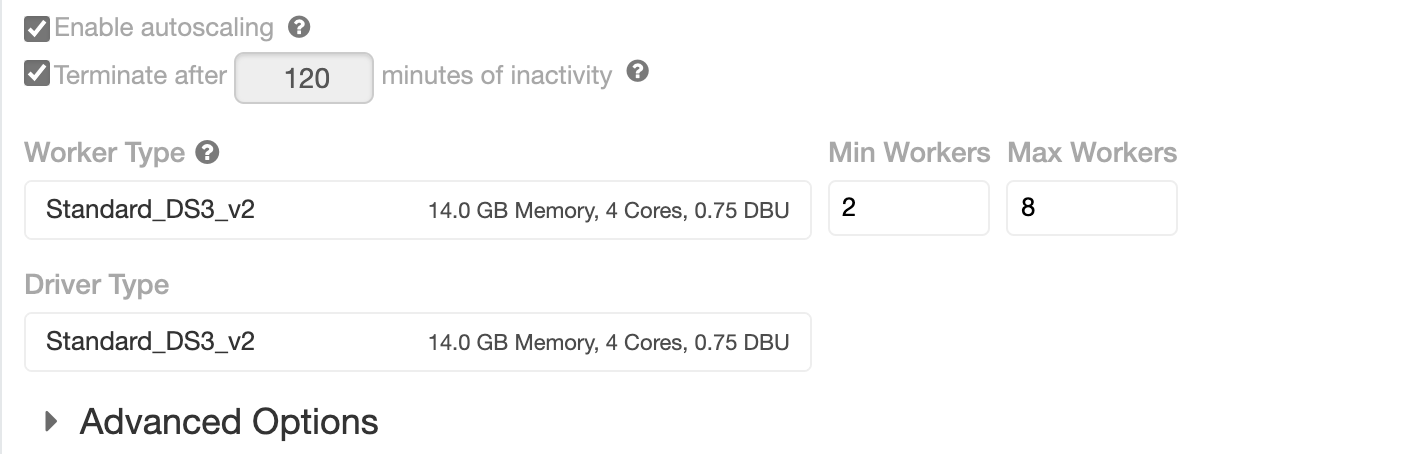 Enable autoscaling ?
Terminate after 120 minutes of inactivity ?
Worker Type ? Min Workers Max Workers
Standard_DS3_v2 14.0 GB Memory, 4 Cores, 0.75 DBU 2 8
Driver Type
Standard_DS3_v2 14.0 GB Memory, 4 Cores, 0.75 DBU
Advanced Options